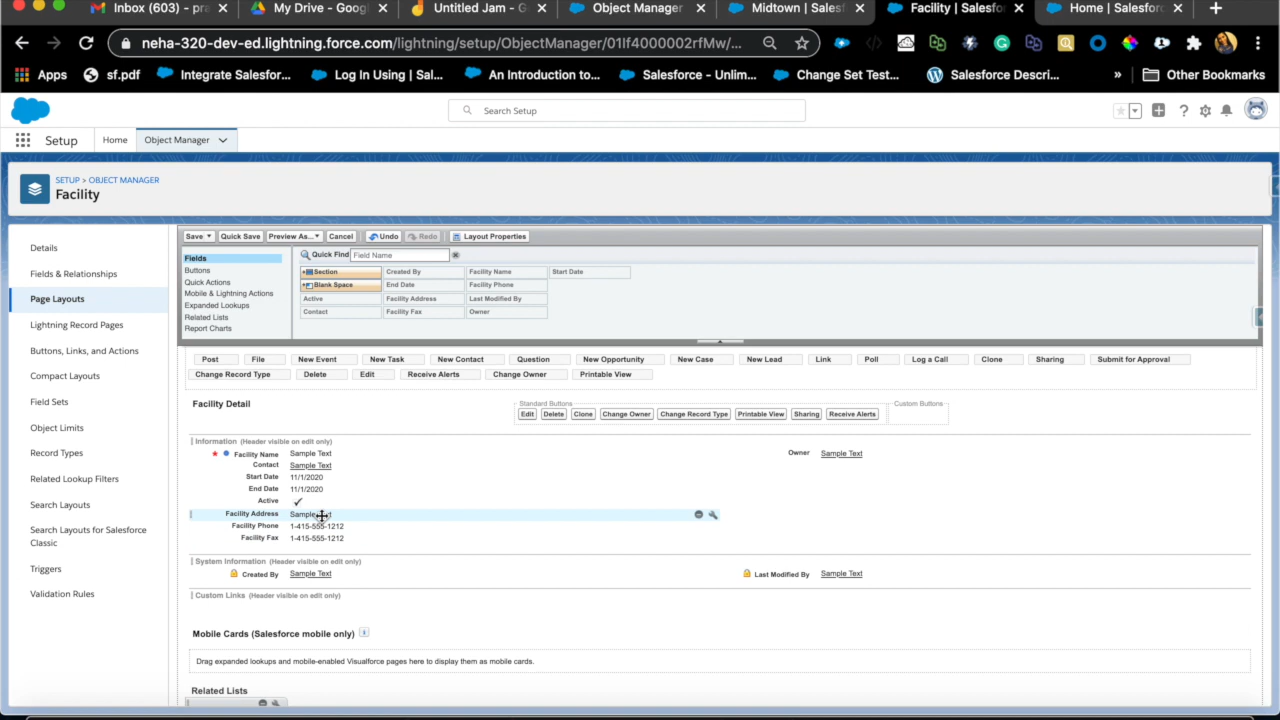 Inbox (603) - pra
My Drive - Googl
Untitled Jam - G
Object Manager
Midtown | Salesfo
Facility | Salesfor
Home | Salesforc
neha-320-dev-ed.lightning.force.com/lightning/setup/ObjectManager/01If4000002rfMw/...
Apps
sf.pdf
Integrate Salesfor...
Log In Using | Sal...
An Introduction to...
Salesforce - Unlim...
Change Set Test...
Salesforce Descri...
»
Other Bookmarks
Search Setup
Setup
Home
Object Manager
SETUP > OBJECT MANAGER
Facility
Details
Fields & Relationships
Page Layouts
Lightning Record Pages
Buttons, Links, and Actions
Compact Layouts
Field Sets
Object Limits
Record Types
Related Lookup Filters
Search Layouts
Search Layouts for Salesforce
Classic
Triggers
Validation Rules
Save
Quick Save
Preview As...
Cancel
Undo
Redo
Layout Properties
Fields
Buttons
Quick Actions
Mobile & Lightning Actions
Expanded Lookups
Related Lists
Report Charts
Quick Find
Field Name
Section
Created By
Facility Name
Start Date
Blank Space
End Date
Facility Phone
Active
Facility Address
Last Modified By
Contact
Facility Fax
Owner
Post
File
New Event
New Task
New Contact
Question
New Opportunity
New Case
New Lead
Link
Poll
Log a Call
Clone
Sharing
Submit for Approval
Change Record Type
Delete
Edit
Receive Alerts
Change Owner
Printable View
Facility Detail
Standard Buttons
Edit
Delete
Clone
Change Owner
Change Record Type
Printable View
Sharing
Receive Alerts
Custom Buttons
Information (Header visible on edit only)
Facility Name Sample Text
Owner Sample Text
Contact Sample Text
Start Date 11/1/2020
End Date 11/1/2020
Active ✓
Facility Address Sample Text
Facility Phone 1-415-555-1212
Facility Fax 1-415-555-1212
System Information (Header visible on edit only)
Created By Sample Text
Last Modified By Sample Text
Custom Links (Header visible on edit only)
Mobile Cards (Salesforce mobile only)
Drag expanded lookups and mobile-enabled Visualforce pages here to display them as mobile cards.
Related Lists